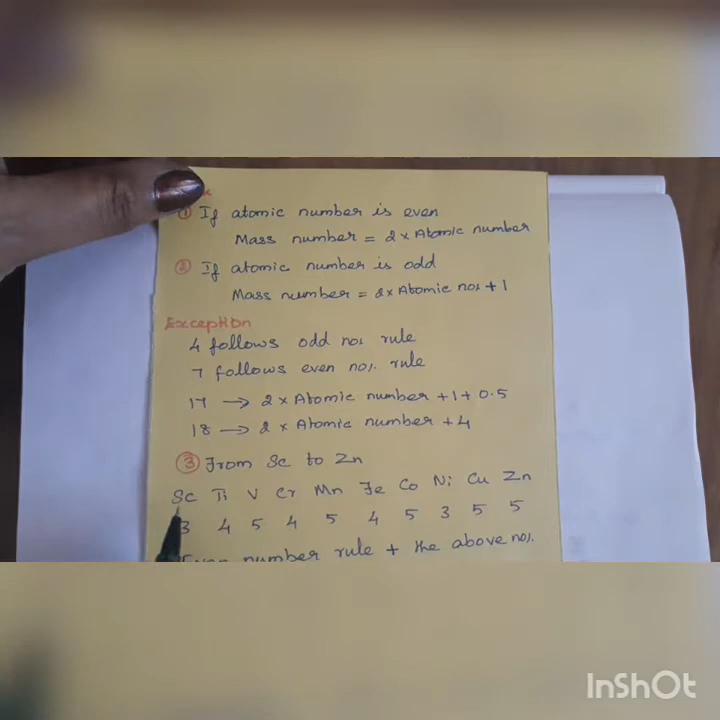 ① If atomic number is even
Mass number = 2 × Atomic number
② If atomic number is odd
Mass number = 2 × Atomic no. + 1
Exception
4 follows odd no. rule
7 follows even no. rule
17 → 2 × Atomic number + 1 + 0.5
18 → 2 × Atomic number + 4
③ From Sc to Zn
Sc Ti V Cr Mn Fe Co Ni Cu Zn
3 4 5 4 5 4 5 3 5 5
Even number rule + the above no.
InShOt